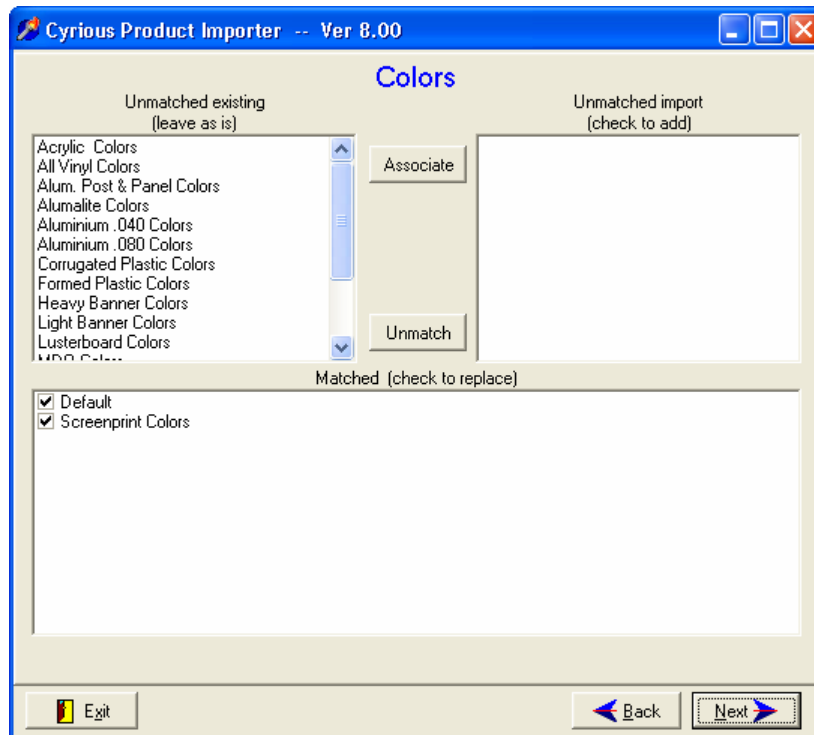 Cyrious Product Importer -- Ver 8.00
Colors
Unmatched existing
(leave as is)
Unmatched import
(check to add)
Acrylic  Colors
All Vinyl Colors
Alum. Post & Panel Colors
Alumalite Colors
Aluminium .040 Colors
Aluminium .080 Colors
Corrugated Plastic Colors
Formed Plastic Colors
Heavy Banner Colors
Light Banner Colors
Lusterboard Colors
MDO Colors
Associate
Unmatch
Matched (check to replace)
Default
Screenprint Colors
Exit
Back
Next